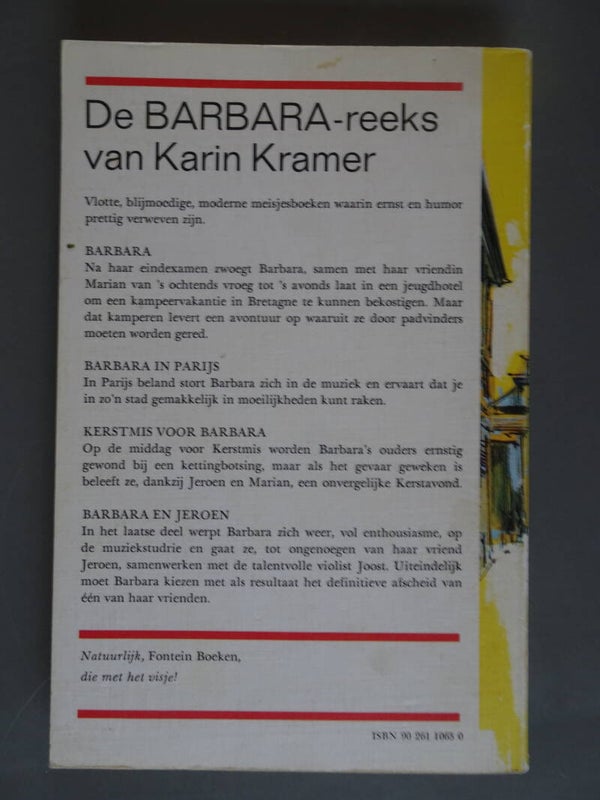 De BARBARA-reeks
van Karin Kramer
Vlotte, blijmoedige, moderne meisjesboeken waarin ernst en humor
prettig verweven zijn.
BARBARA
Na haar eindexamen zwoegt Barbara, samen met haar vriendin
Marian van 's ochtends vroeg tot 's avonds laat in een jeugdhotel
om een kampeervakantie in Bretagne te kunnen bekostigen. Maar
dat kamperen levert een avontuur op waaruit ze door padvinders
moeten worden gered.
BARBARA IN PARIJS
In Parijs beland stort Barbara zich in de muziek en ervaart dat je
in zo'n stad gemakkelijk in moeilijkheden kunt raken.
KERSTMIS VOOR BARBARA
Op de middag voor Kerstmis worden Barbara's ouders ernstig
gewond bij een kettingbotsing, maar als het gevaar geweken is
beleeft ze, dankzij Jeroen en Marian, een onvergelijke Kerstavond.
BARBARA EN JEROEN
In het laatse deel werpt Barbara zich weer, vol enthousiasme, op
de muziekstudrie en gaat ze, tot ongenoegen van haar vriend
Jeroen, samenwerken met de talentvolle violist Joost. Uiteindelijk
moet Barbara kiezen met als resultaat het definitieve afscheid van
één van haar vrienden.
Natuurlijk, Fontein Boeken,
die met het visje!
ISBN 90 261 1065 0